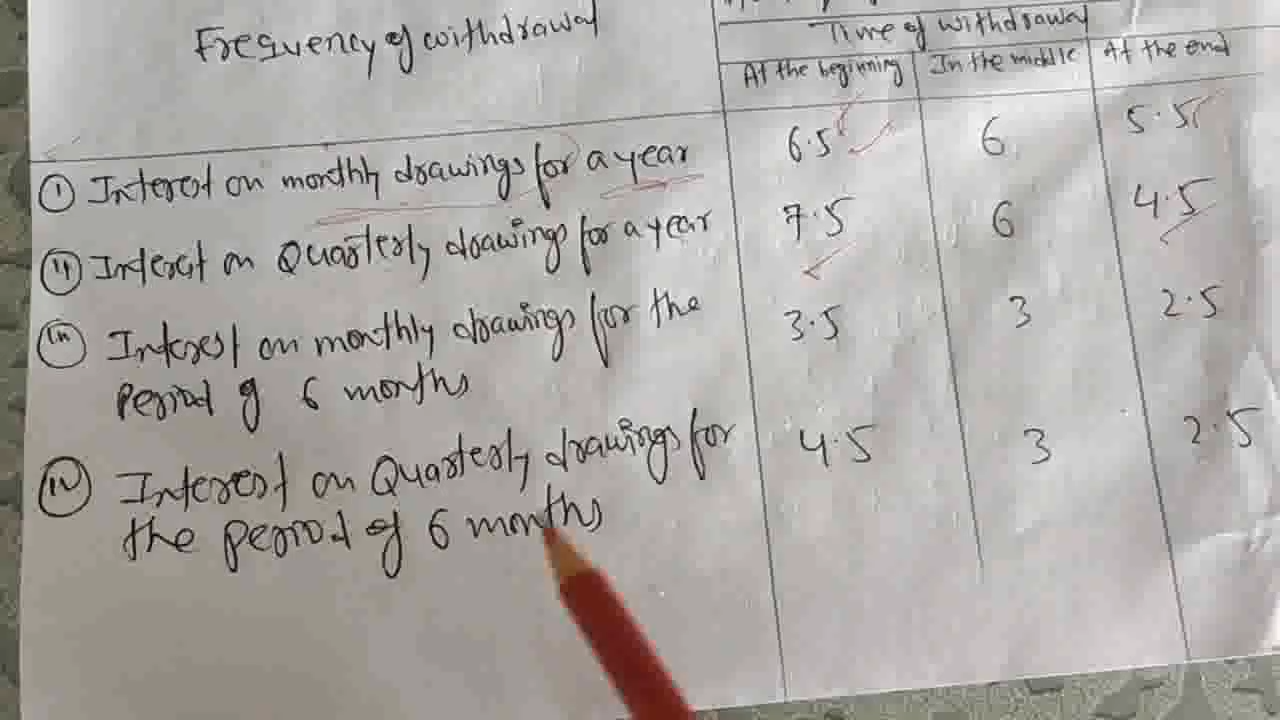 Frequency of withdrawal
Time of withdrawal
At the beginning In the middle At the end
(i) Interest on monthly drawings for a year 6.5 6 5.5
(ii) Interest on Quarterly drawings for a year 7.5 6 4.5
(iii) Interest on monthly drawings for the 3.5 3 2.5
Period of 6 months
(iv) Interest on Quarterly drawings for 4.5 3 2.5
the period of 6 months